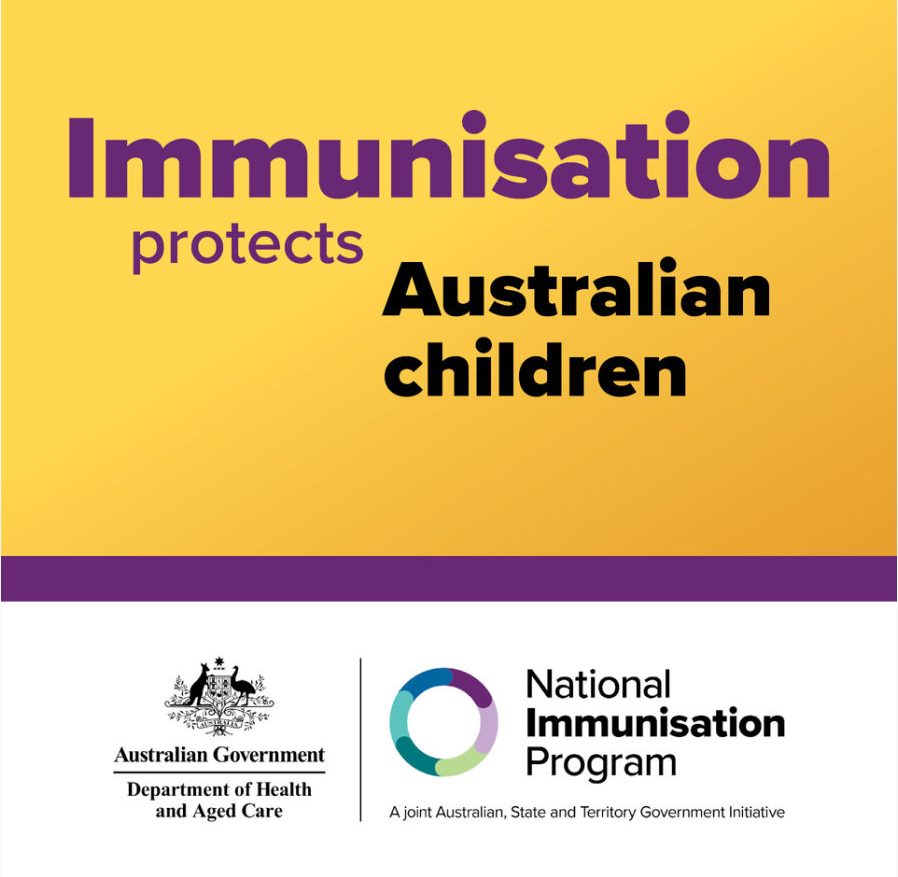 Immunisation
protects
Australian
children
AUSTRALIA
Australian Government
Department of Health
and Aged Care
National
Immunisation
Program
A joint Australian, State and Territory Government Initiative